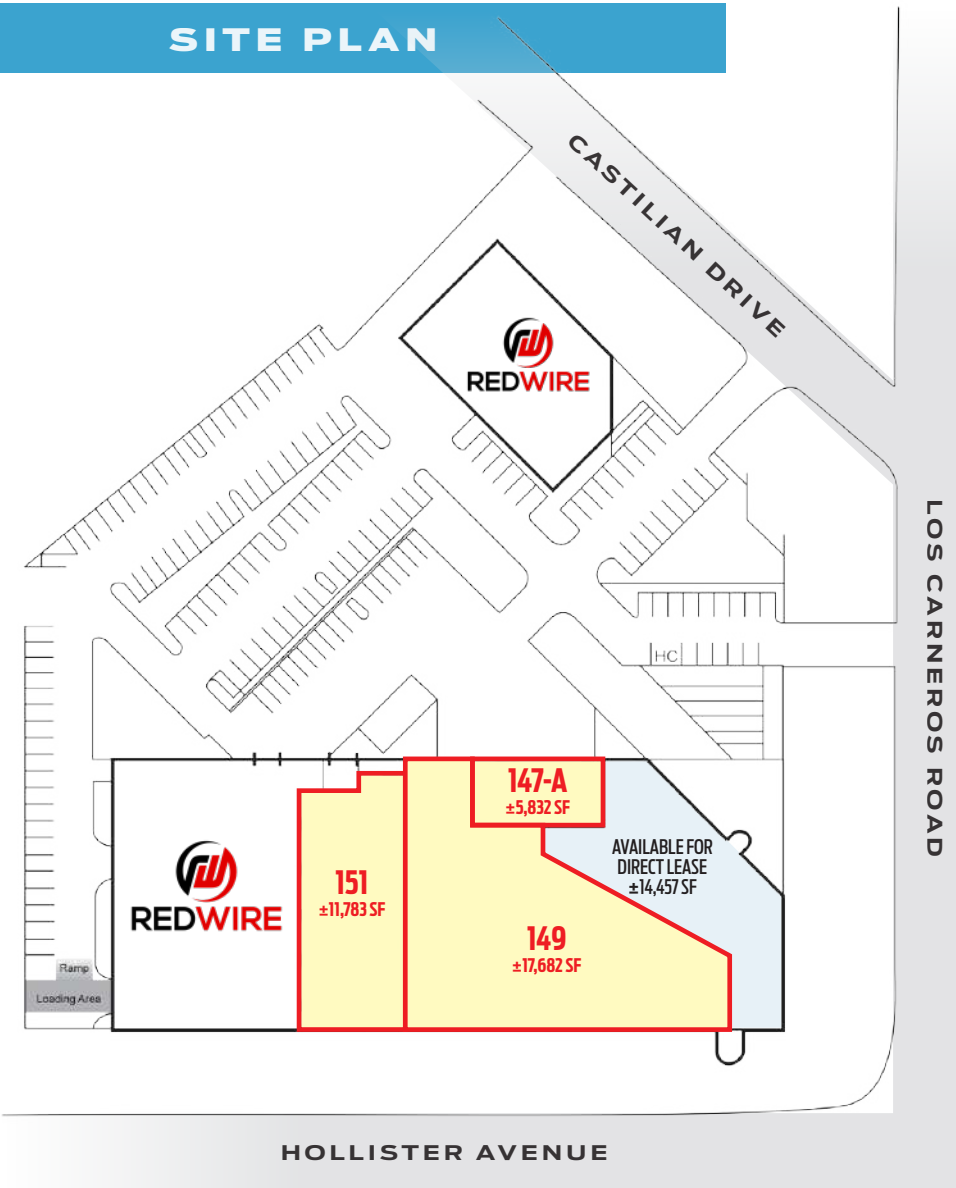 SITE PLAN
CASTILIAN DRIVE
REDWIRE
LOS CARNEROS ROAD
HC
147-A
±5,832 SF
AVAILABLE FOR
DIRECT LEASE
±14,457 SF
151
±11,783 SF
REDWIRE
149
±17,682 SF
Ramp
Loading Area
HOLLISTER AVENUE